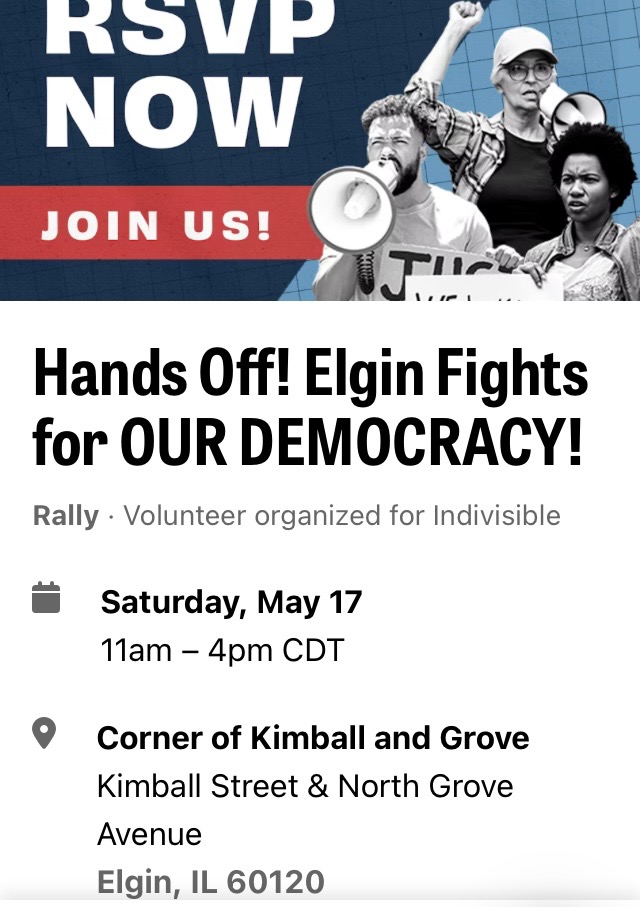 RSVP
NOW
JOIN US!
Hands Off! Elgin Fights
for OUR DEMOCRACY!
Rally · Volunteer organized for Indivisible
Saturday, May 17
11am – 4pm CDT
Corner of Kimball and Grove
Kimball Street & North Grove
Avenue
Elgin, IL 60120